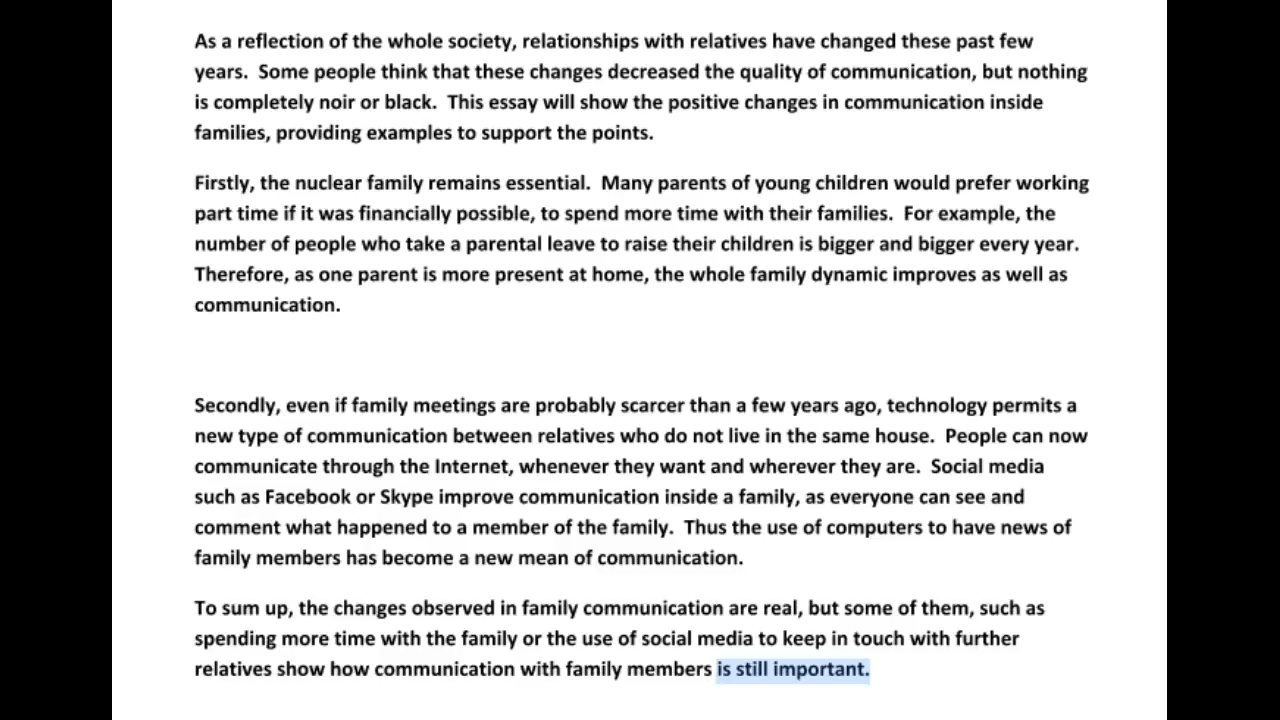 As a reflection of the whole society, relationships with relatives have changed these past few
years.  Some people think that these changes decreased the quality of communication, but nothing
is completely noir or black.  This essay will show the positive changes in communication inside
families, providing examples to support the points.
Firstly, the nuclear family remains essential.  Many parents of young children would prefer working
part time if it was financially possible, to spend more time with their families.  For example, the
number of people who take a parental leave to raise their children is bigger and bigger every year.
Therefore, as one parent is more present at home, the whole family dynamic improves as well as
communication.
Secondly, even if family meetings are probably scarcer than a few years ago, technology permits a
new type of communication between relatives who do not live in the same house.  People can now
communicate through the Internet, whenever they want and wherever they are.  Social media
such as Facebook or Skype improve communication inside a family, as everyone can see and
comment what happened to a member of the family.  Thus the use of computers to have news of
family members has become a new mean of communication.
To sum up, the changes observed in family communication are real, but some of them, such as
spending more time with the family or the use of social media to keep in touch with further
relatives show how communication with family members is still important.